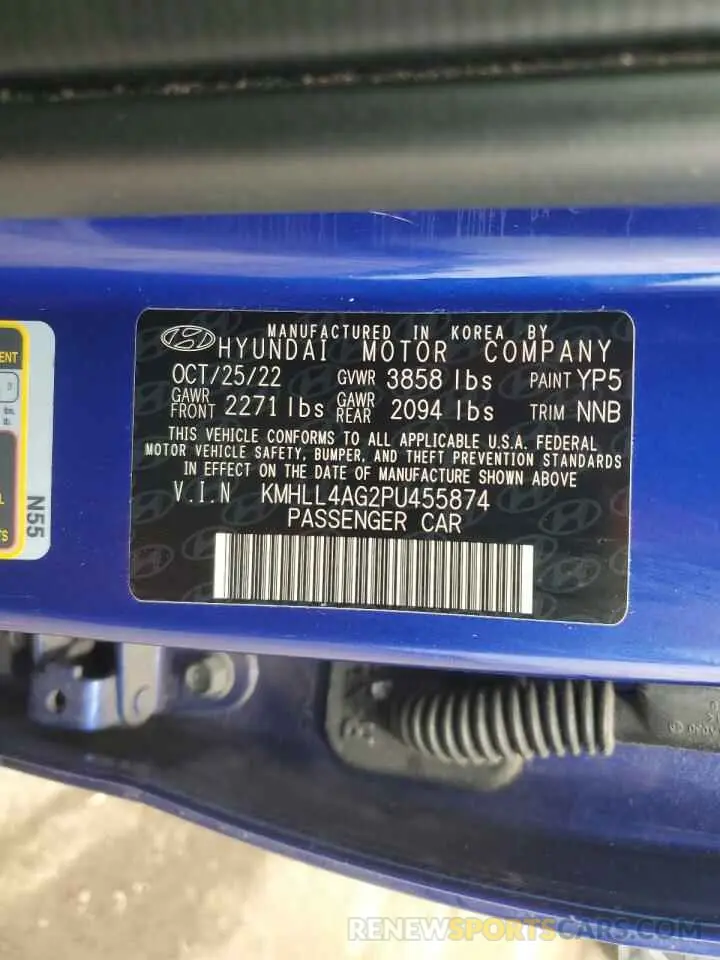 MANUFACTURED IN KOREA BY
HYUNDAI MOTOR COMPANY
OCT/25/22 GVWR 3858 lbs PAINT YP5
GAWR FRONT 2271 lbs GAWR REAR 2094 lbs TRIM NNB
THIS VEHICLE CONFORMS TO ALL APPLICABLE U.S.A. FEDERAL
MOTOR VEHICLE SAFETY, BUMPER, AND THEFT PREVENTION STANDARDS
IN EFFECT ON THE DATE OF MANUFACTURE SHOWN ABOVE
V.I.N KMHLL4AG2PU455874
PASSENGER CAR
N55
RENEWSPORTSCARS.COM